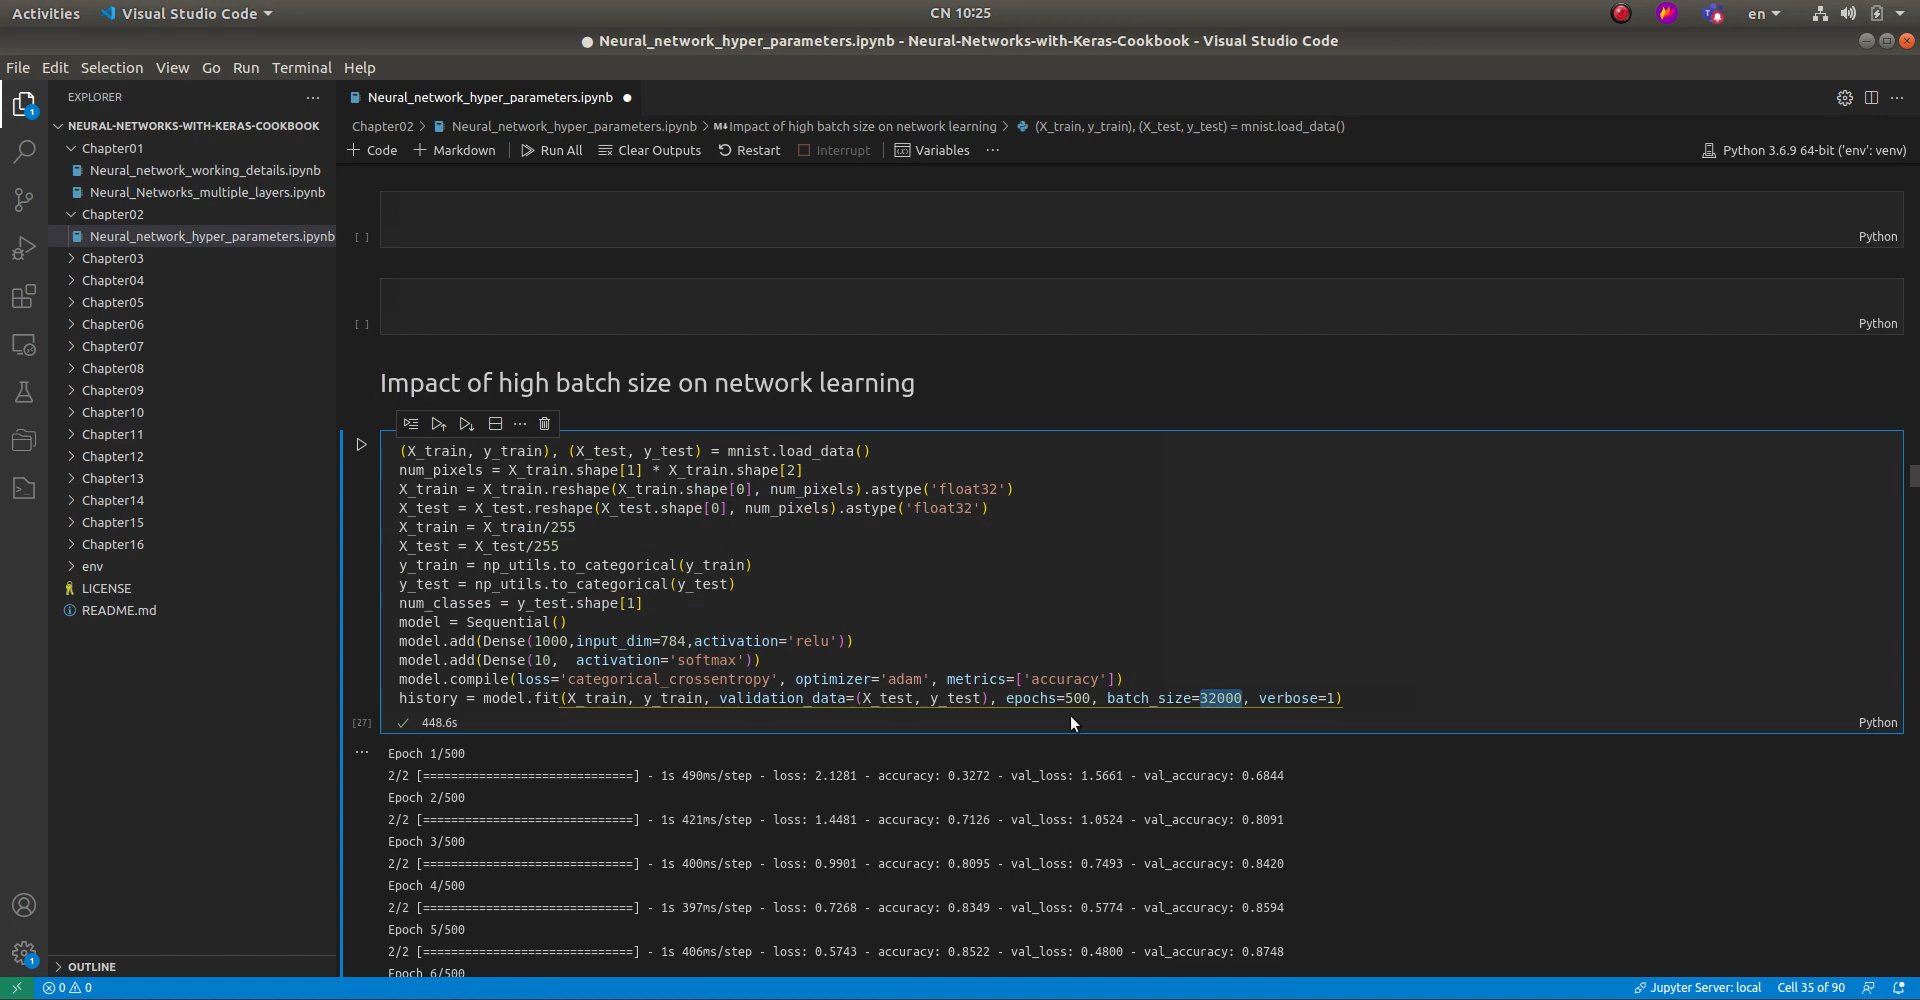 Activities Visual Studio Code CN 10:25 en
● Neural_network_hyper_parameters.ipynb - Neural-Networks-with-Keras-Cookbook - Visual Studio Code
File Edit Selection View Go Run Terminal Help
EXPLORER
NEURAL-NETWORKS-WITH-KERAS-COOKBOOK
Chapter01
Neural_network_working_details.ipynb
Neural_Networks_multiple_layers.ipynb
Chapter02
Neural_network_hyper_parameters.ipynb
Chapter03
Chapter04
Chapter05
Chapter06
Chapter07
Chapter08
Chapter09
Chapter10
Chapter11
Chapter12
Chapter13
Chapter14
Chapter15
Chapter16
env
LICENSE
README.md
OUTLINE
1
1
Neural_network_hyper_parameters.ipynb ●
Chapter02 > Neural_network_hyper_parameters.ipynb > M↓Impact of high batch size on network learning > (X_train, y_train), (X_test, y_test) = mnist.load_data()
+ Code + Markdown Run All Clear Outputs Restart Interrupt Variables ··· Python 3.6.9 64-bit ('env': venv)
[ ] Python
[ ] Python
Impact of high batch size on network learning
(X_train, y_train), (X_test, y_test) = mnist.load_data()
num_pixels = X_train.shape[1] * X_train.shape[2]
X_train = X_train.reshape(X_train.shape[0], num_pixels).astype('float32')
X_test = X_test.reshape(X_test.shape[0], num_pixels).astype('float32')
X_train = X_train/255
X_test = X_test/255
y_train = np_utils.to_categorical(y_train)
y_test = np_utils.to_categorical(y_test)
num_classes = y_test.shape[1]
model = Sequential()
model.add(Dense(1000,input_dim=784,activation='relu'))
model.add(Dense(10,  activation='softmax'))
model.compile(loss='categorical_crossentropy', optimizer='adam', metrics=['accuracy'])
history = model.fit(X_train, y_train, validation_data=(X_test, y_test), epochs=500, batch_size=32000, verbose=1)
[27] ✓ 448.6s Python
Epoch 1/500
2/2 [==============================] - 1s 490ms/step - loss: 2.1281 - accuracy: 0.3272 - val_loss: 1.5661 - val_accuracy: 0.6844
Epoch 2/500
2/2 [==============================] - 1s 421ms/step - loss: 1.4481 - accuracy: 0.7126 - val_loss: 1.0524 - val_accuracy: 0.8091
Epoch 3/500
2/2 [==============================] - 1s 400ms/step - loss: 0.9901 - accuracy: 0.8095 - val_loss: 0.7493 - val_accuracy: 0.8420
Epoch 4/500
2/2 [==============================] - 1s 397ms/step - loss: 0.7268 - accuracy: 0.8349 - val_loss: 0.5774 - val_accuracy: 0.8594
Epoch 5/500
2/2 [==============================] - 1s 406ms/step - loss: 0.5743 - accuracy: 0.8522 - val_loss: 0.4800 - val_accuracy: 0.8748
Epoch 6/500
0 0 Jupyter Server: local Cell 35 of 90